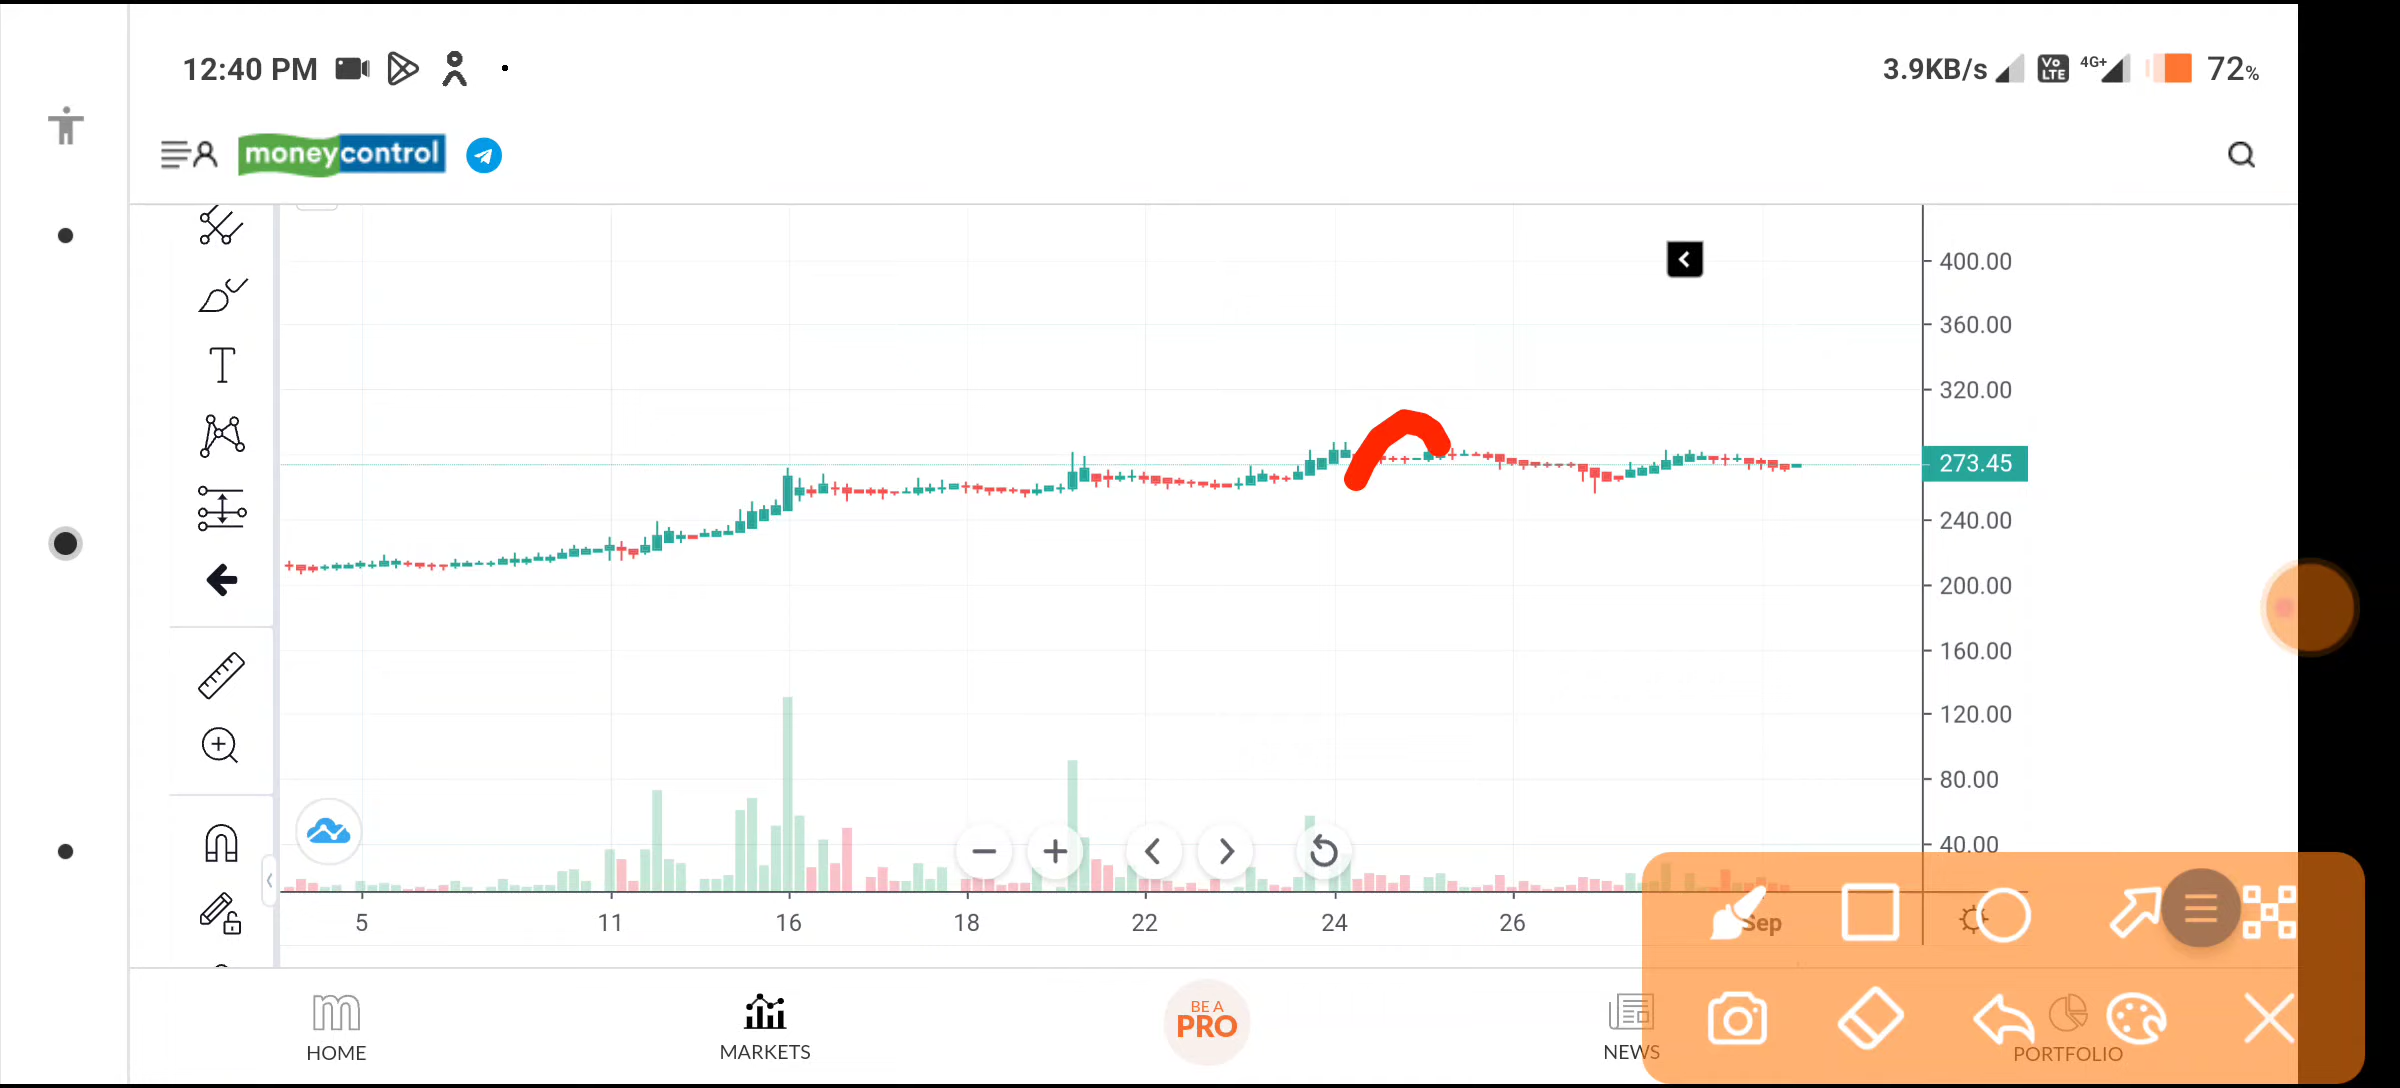 12:40 PM
3.9KB/s Vo LTE 4G+ 72%
moneycontrol
400.00
360.00
320.00
273.45
240.00
200.00
160.00
120.00
80.00
40.00
5 11 16 18 22 24 26 Sep
HOME
MARKETS
BE A
PRO
NEWS
PORTFOLIO